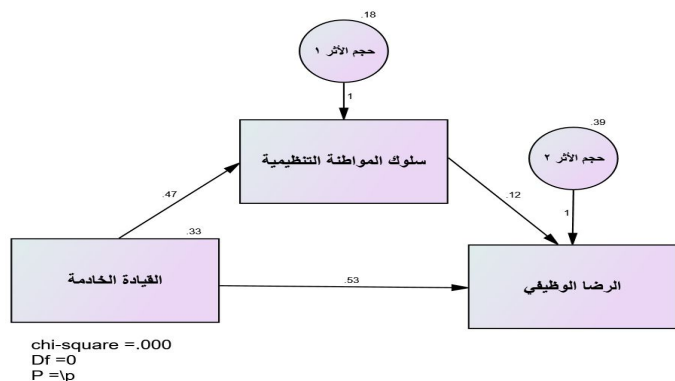 .18
حجم الأثر ١
1
.39
سلوك المواطنة التنظيمية
حجم الأثر ٢
.47
.12
1
.33
القيادة الخادمة
.53
الرضا الوظيفي
chi-square =.000
Df =0
P =\p